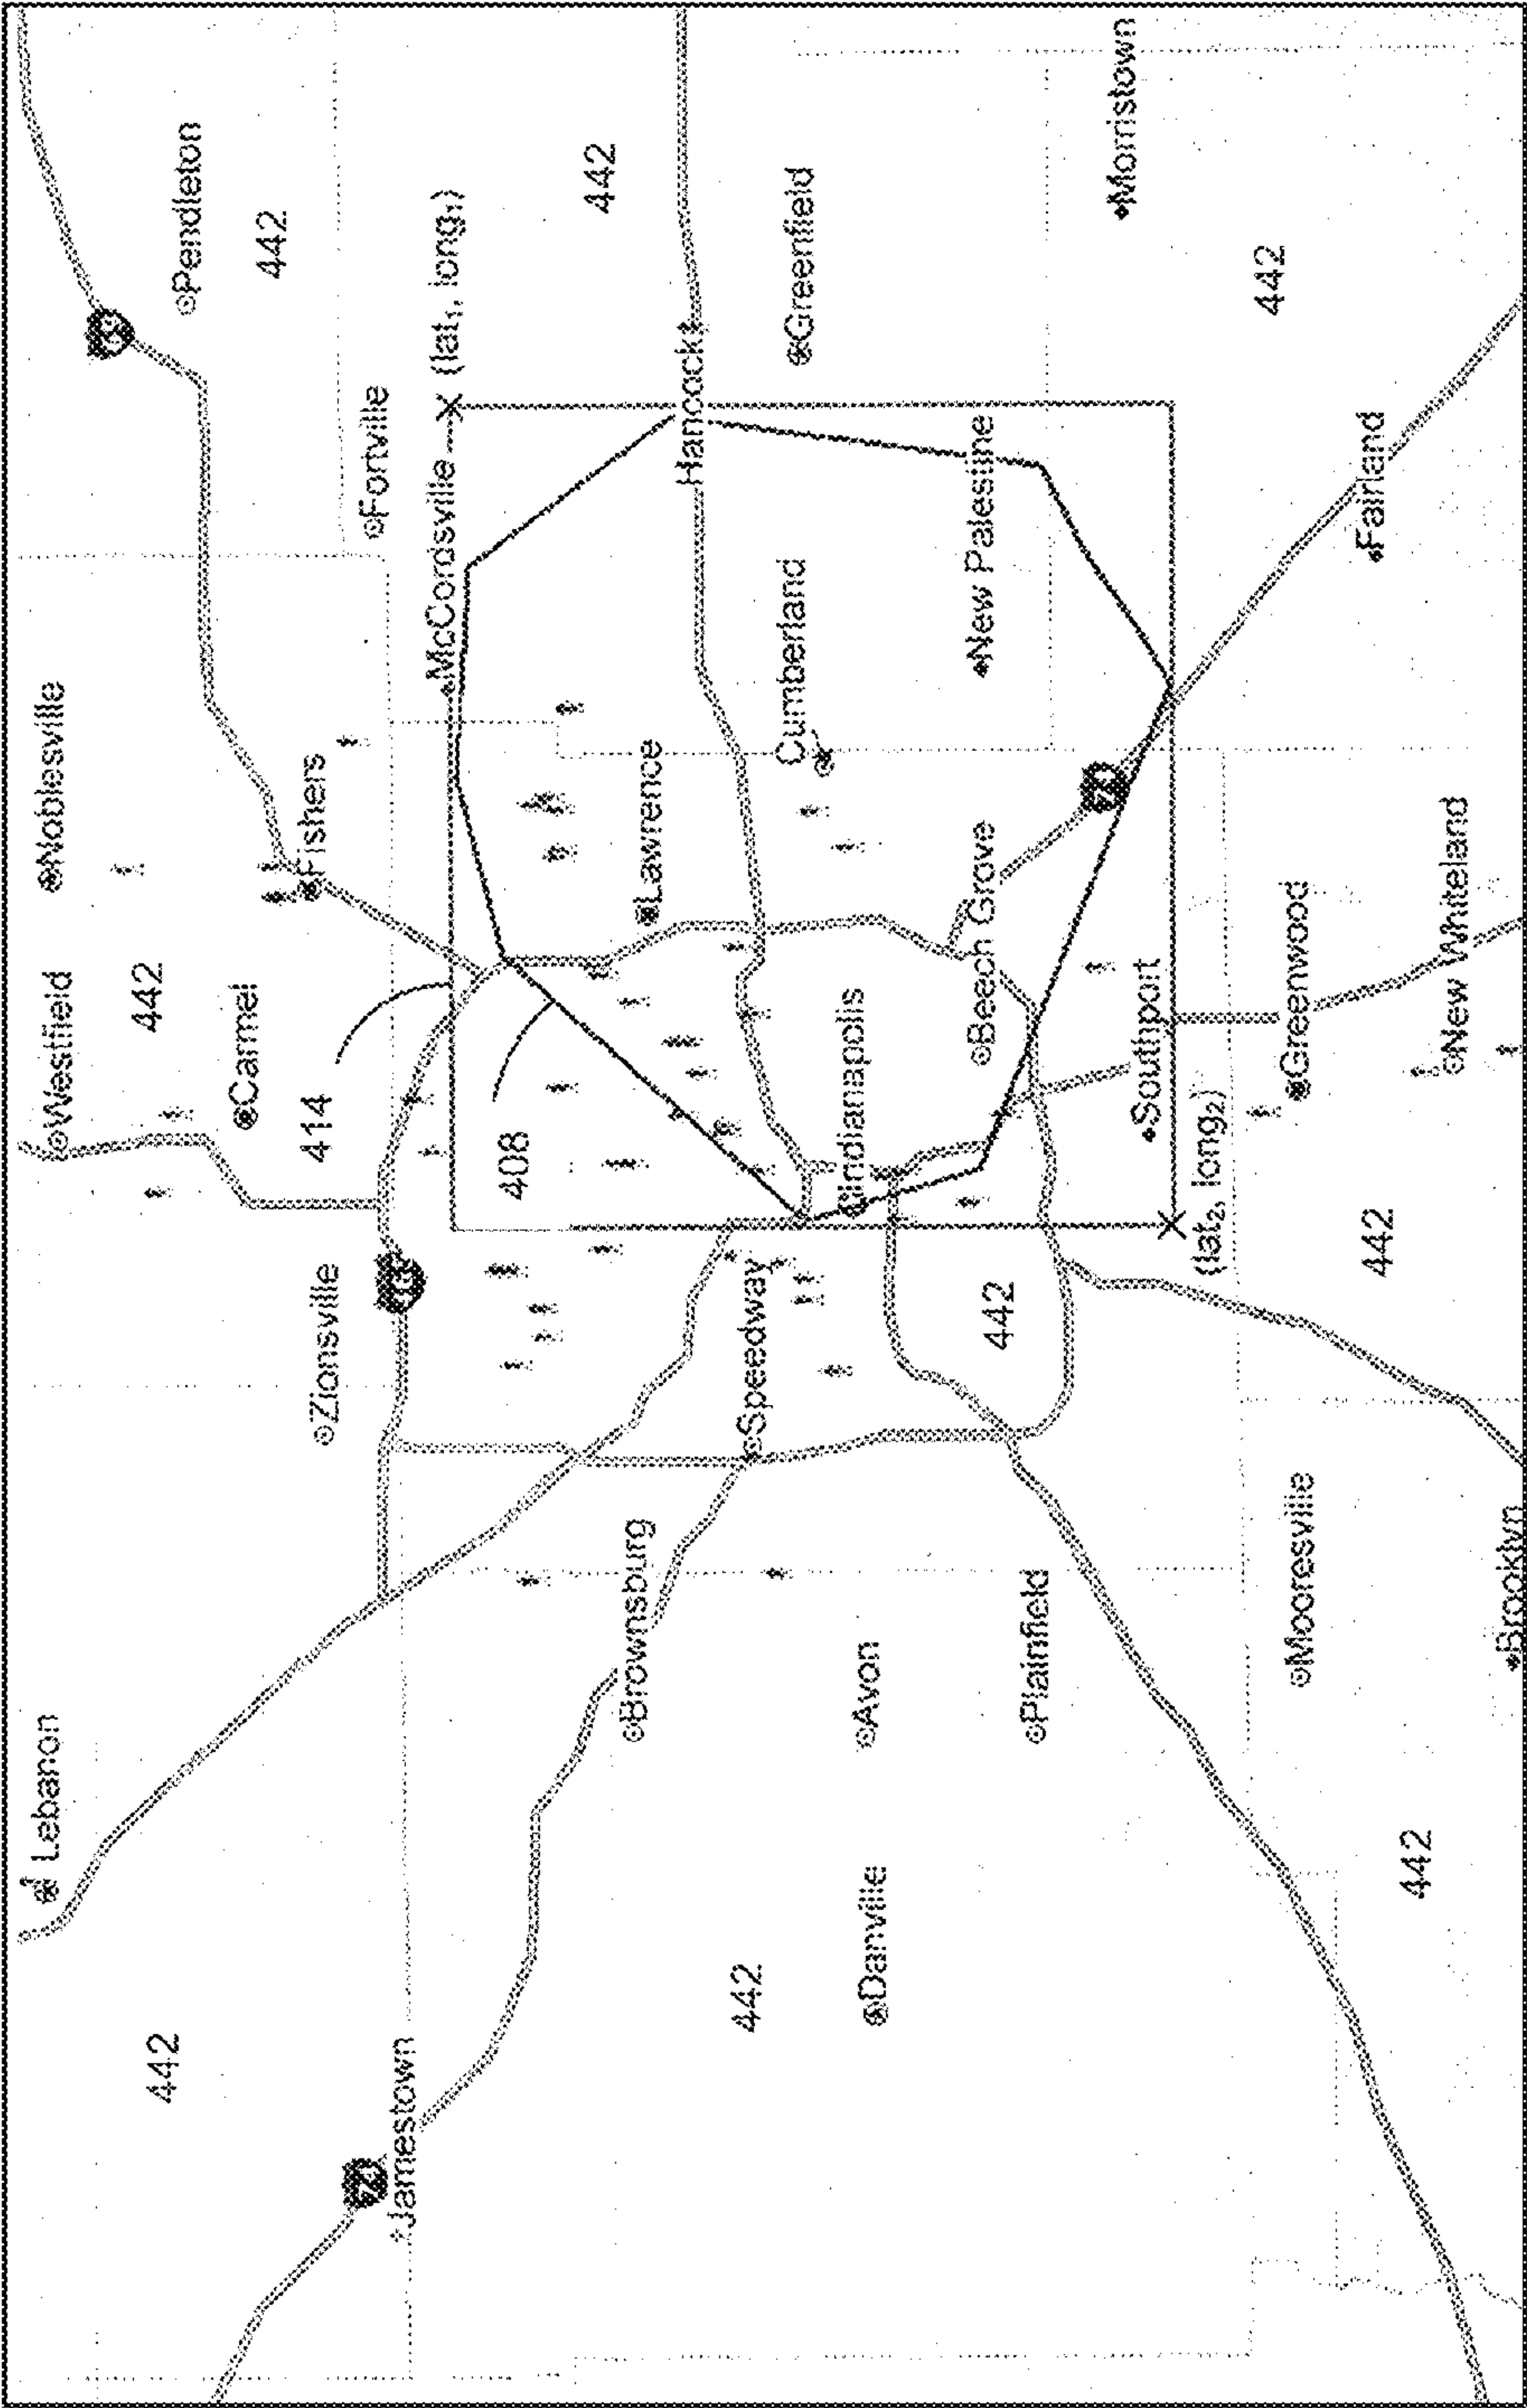 Lebanon
Westfield
Noblesville
442
442
Pendleton
Carmel
442
414
Zionsville
Fishers
Fortville
Jamestown
74
McCordsville
(lat₁, long₁)
408
442
Brownsburg
Lawrence
Hancock
442
Speedway
Cumberland
Greenfield
Danville
Avon
Indianapolis
442
Beech Grove
New Palestine
Plainfield
74
Morristown
Southport
(lat₂, long₂)
442
Mooresville
Greenwood
442
Fairland
442
New Whiteland
Brooklyn